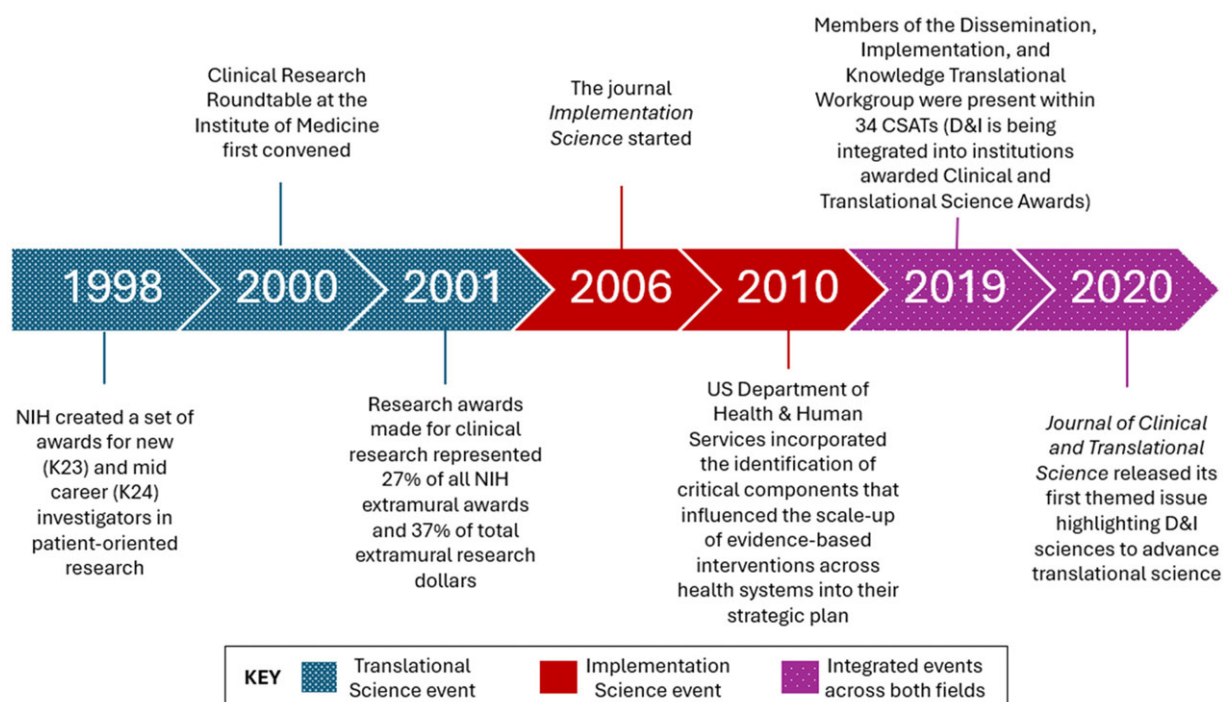 Clinical Research
Roundtable at the
Institute of Medicine
first convened
The journal
Implementation
Science started
Members of the Dissemination,
Implementation, and
Knowledge Translational
Workgroup were present within
34 CSATs (D&I is being
integrated into institutions
awarded Clinical and
Translational Science Awards)
1998
2000
2001
2006
2010
2019
2020
NIH created a set of
awards for new
(K23) and mid
career (K24)
investigators in
patient-oriented
research
Research awards
made for clinical
research represented
27% of all NIH
extramural awards
and 37% of total
extramural research
dollars
US Department of
Health & Human
Services incorporated
the identification of
critical components that
influenced the scale-up
of evidence-based
interventions across
health systems into their
strategic plan
Journal of Clinical
and Translational
Science released its
first themed issue
highlighting D&I
sciences to advance
translational science
KEY
Translational
Science event
Implementation
Science event
Integrated events
across both fields